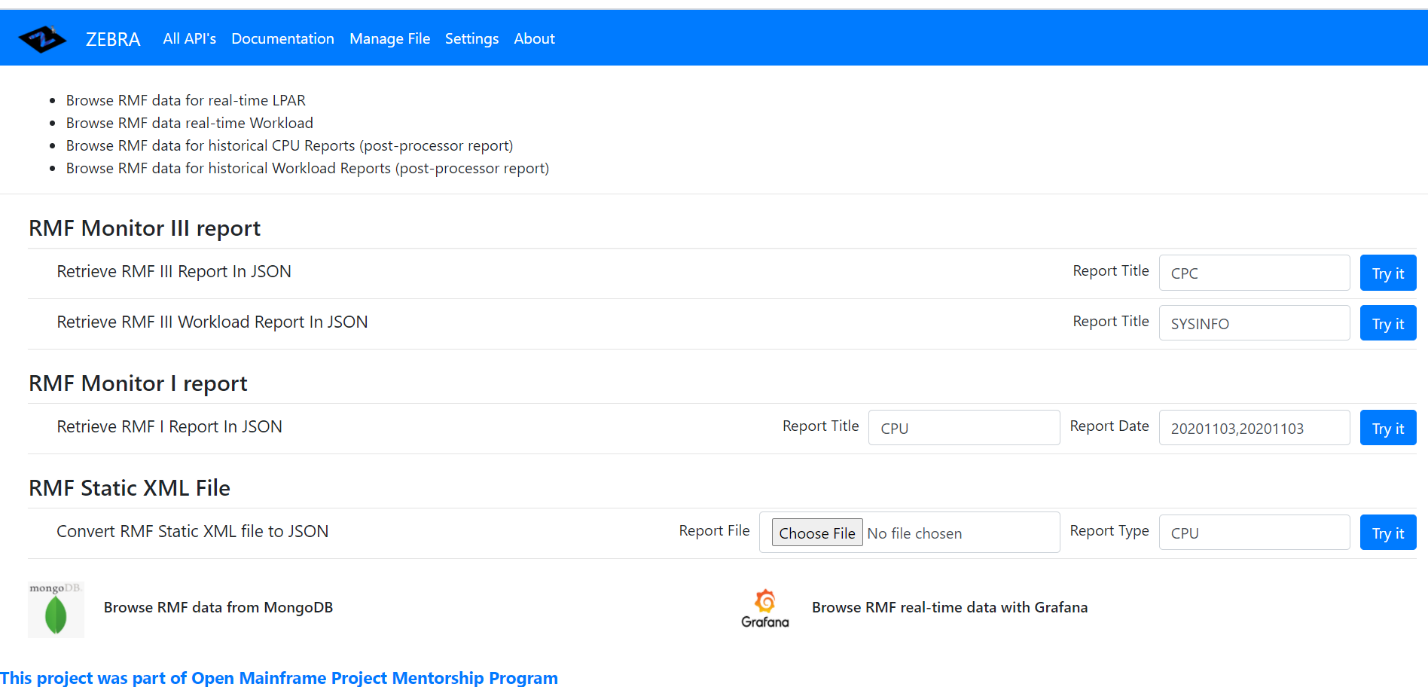 ZEBRA All API's Documentation Manage File Settings About
Browse RMF data for real-time LPAR
Browse RMF data real-time Workload
Browse RMF data for historical CPU Reports (post-processor report)
Browse RMF data for historical Workload Reports (post-processor report)
RMF Monitor III report
Retrieve RMF III Report In JSON Report Title CPC Try it
Retrieve RMF III Workload Report In JSON Report Title SYSINFO Try it
RMF Monitor I report
Retrieve RMF I Report In JSON Report Title CPU Report Date 20201103,20201103 Try it
RMF Static XML File
Convert RMF Static XML file to JSON Report File Choose File No file chosen Report Type CPU Try it
mongoDB
Browse RMF data from MongoDB
Grafana
Browse RMF real-time data with Grafana
This project was part of Open Mainframe Project Mentorship Program